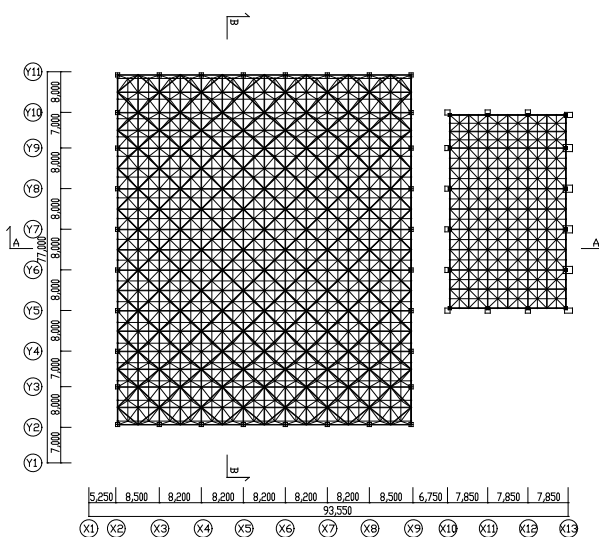 B
Y11
8,000
Y10
7,000
Y9
8,000
Y8
8,000
Y7
A
A
77,000
8,000
Y6
8,000
Y5
8,000
Y4
7,000
Y3
8,000
Y2
7,000
Y1
B
5,250 8,500 8,200 8,200 8,200 8,200 8,200 8,500 6,750 7,850 7,850 7,850
93,550
X1 X2 X3 X4 X5 X6 X7 X8 X9 X10 X11 X12 X13